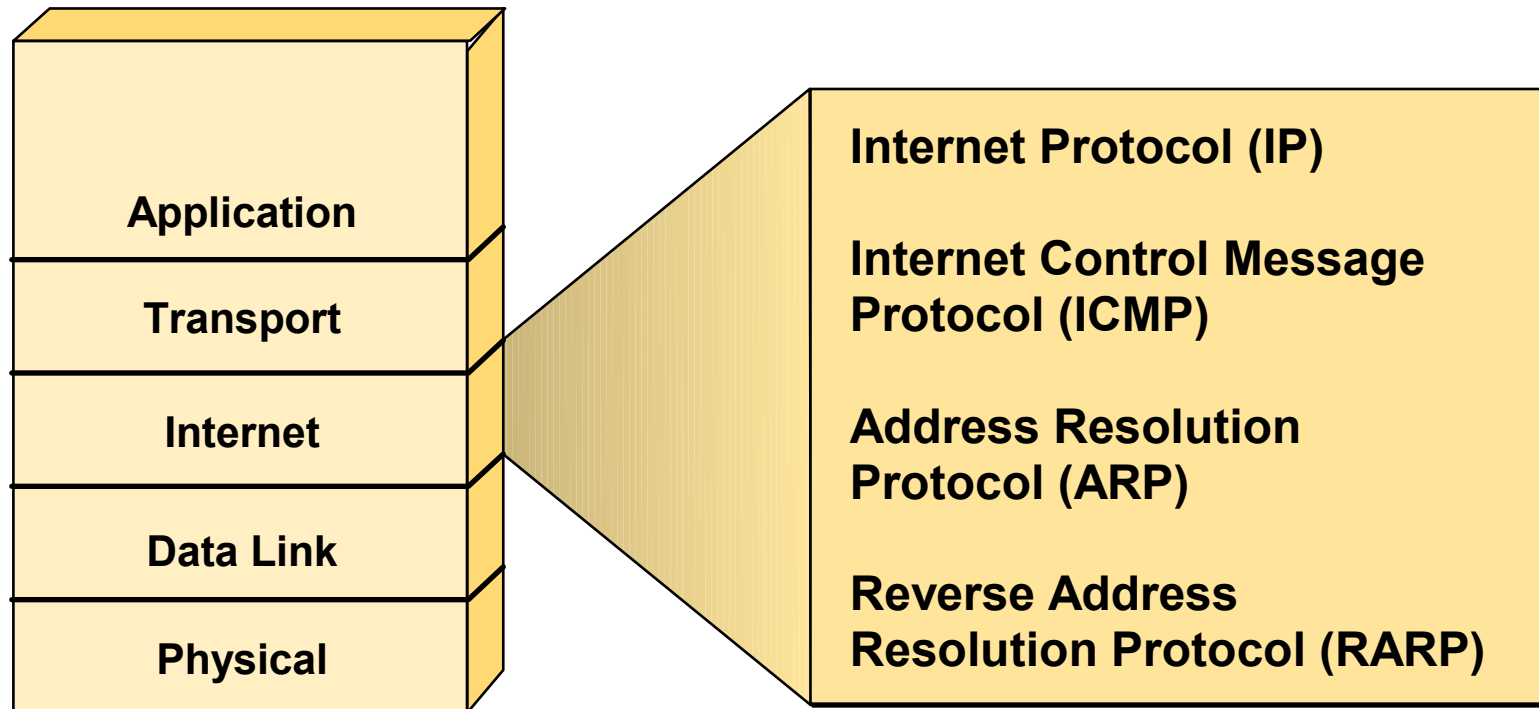 Application
Transport
Internet
Data Link
Physical
Internet Protocol (IP)
Internet Control Message
Protocol (ICMP)
Address Resolution
Protocol (ARP)
Reverse Address
Resolution Protocol (RARP)